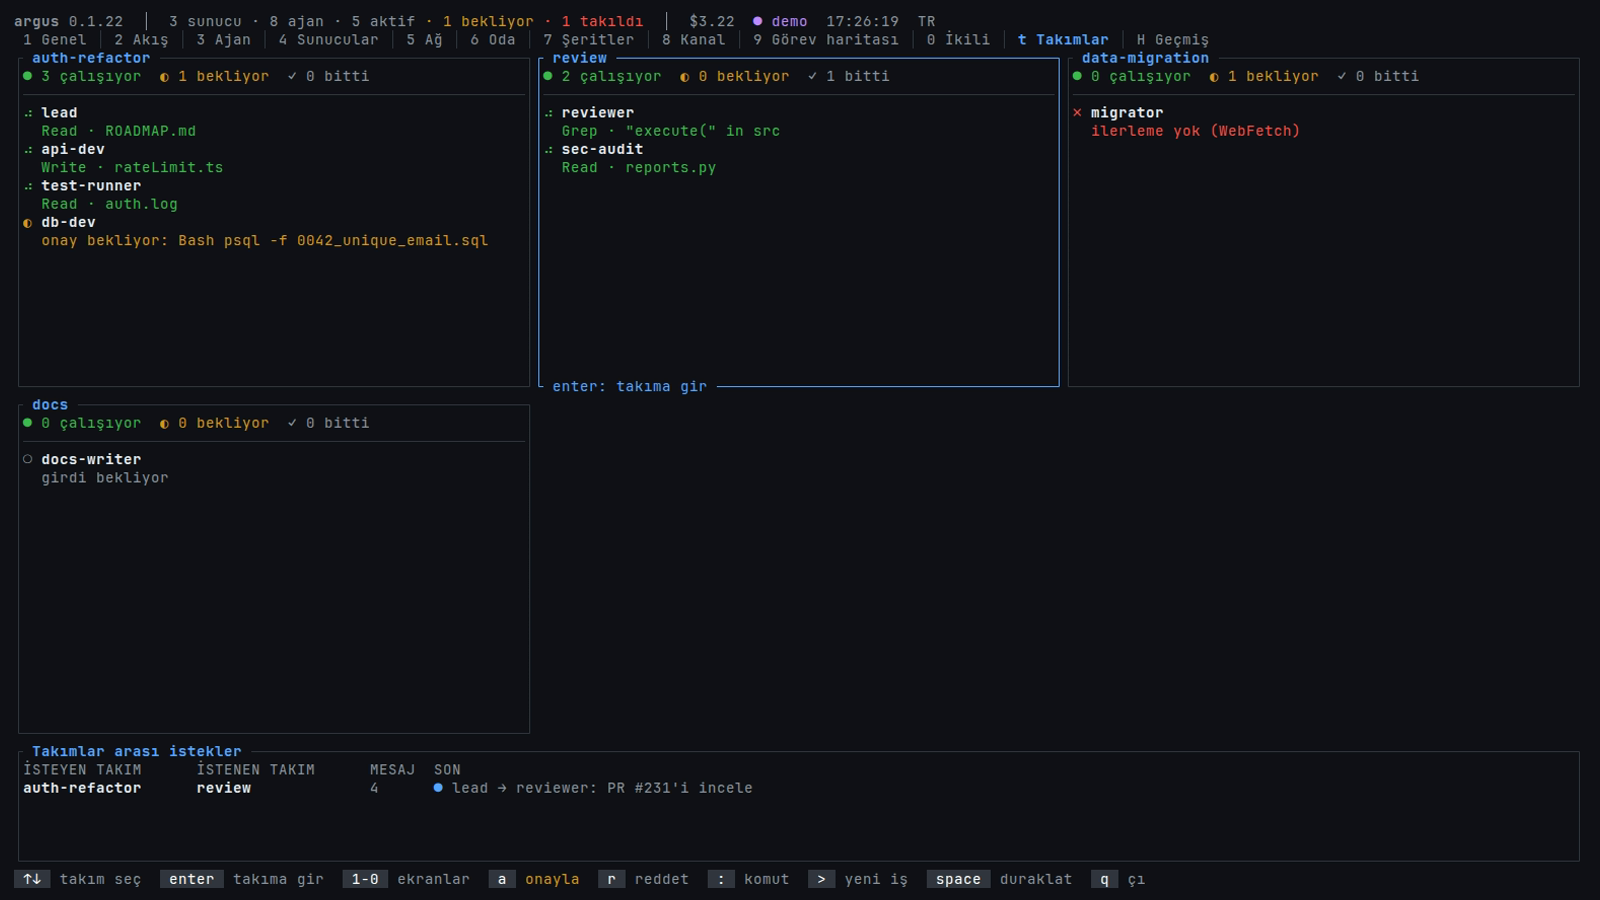 argus 0.1.22 │ 3 sunucu · 8 ajan · 5 aktif · 1 bekliyor · 1 takıldı │ $3.22 ● demo 17:26:19 TR
1 Genel │ 2 Akış │ 3 Ajan │ 4 Sunucular │ 5 Ağ │ 6 Oda │ 7 Şeritler │ 8 Kanal │ 9 Görev haritası │ 0 İkili │ t Takımlar │ H Geçmiş
auth-refactor
● 3 çalışıyor ◐ 1 bekliyor ✓ 0 bitti
lead
Read · ROADMAP.md
api-dev
Write · rateLimit.ts
test-runner
Read · auth.log
◐ db-dev
onay bekliyor: Bash psql -f 0042_unique_email.sql
review
● 2 çalışıyor ◐ 0 bekliyor ✓ 1 bitti
reviewer
Grep · "execute(" in src
sec-audit
Read · reports.py
enter: takıma gir
data-migration
● 0 çalışıyor ◐ 1 bekliyor ✓ 0 bitti
✕ migrator
ilerleme yok (WebFetch)
docs
● 0 çalışıyor ◐ 0 bekliyor ✓ 0 bitti
○ docs-writer
girdi bekliyor
Takımlar arası istekler
İSTEYEN TAKIM İSTENEN TAKIM MESAJ SON
auth-refactor review 4 ● lead → reviewer: PR #231'i incele
↑↓ takım seç enter takıma gir 1-0 ekranlar a onayla r reddet : komut > yeni iş space duraklat q çı